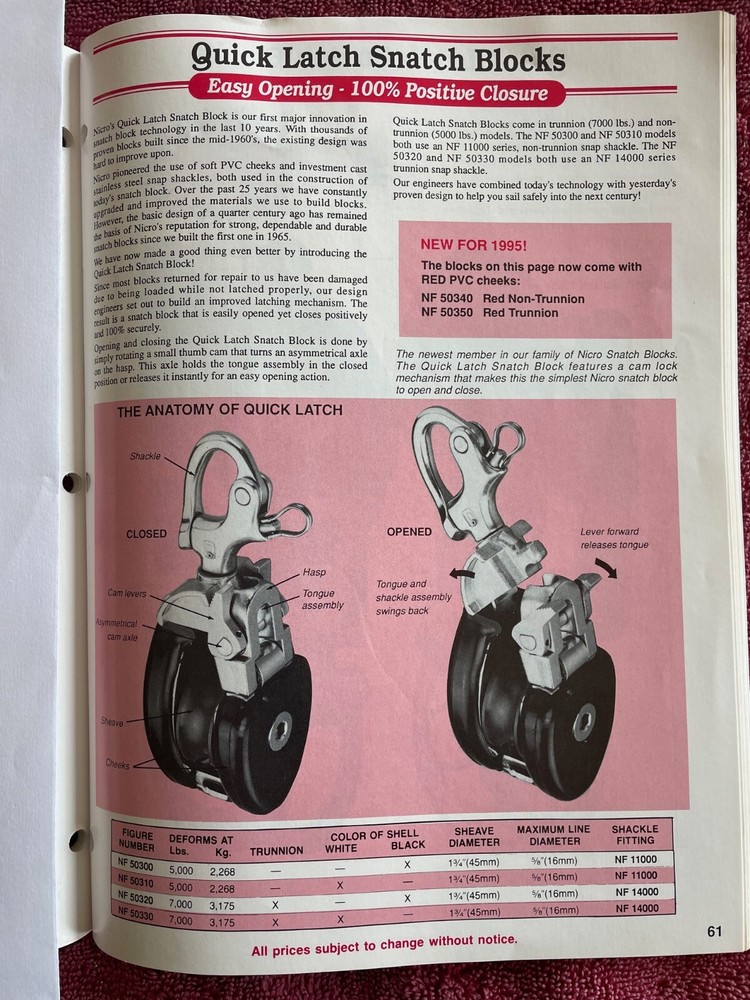 Quick Latch Snatch Blocks
Easy Opening - 100% Positive Closure
Nicro's Quick Latch Snatch Block is our first major innovation in
snatch block technology in the last 10 years. With thousands of
proven blocks built since the mid-1960's, the existing design was
hard to improve upon.
Nicro pioneered the use of soft PVC cheeks and investment cast
stainless steel snap shackles, both used in the construction of
today's snatch block. Over the past 25 years we have constantly
upgraded and improved the materials we use to build blocks.
However, the basic design of a quarter century ago has remained
the basis of Nicro's reputation for strong, dependable and durable
snatch blocks since we built the first one in 1965.
We have now made a good thing even better by introducing the
Quick Latch Snatch Block!
Since most blocks returned for repair to us have been damaged
due to being loaded while not latched properly, our design
engineers set out to build an improved latching mechanism. The
result is a snatch block that is easily opened yet closes positively
and 100% securely.
Opening and closing the Quick Latch Snatch Block is done by
simply rotating a small thumb cam that turns an asymmetrical axle
on the hasp. This axle holds the tongue assembly in the closed
position or releases it instantly for an easy opening action.
Quick Latch Snatch Blocks come in trunnion (7000 lbs.) and non-
trunnion (5000 lbs.) models. The NF 50300 and NF 50310 models
both use an NF 11000 series, non-trunnion snap shackle. The NF
50320 and NF 50330 models both use an NF 14000 series
trunnion snap shackle.
Our engineers have combined today's technology with yesterday's
proven design to help you sail safely into the next century!
NEW FOR 1995!
The blocks on this page now come with
RED PVC cheeks:
NF 50340 Red Non-Trunnion
NF 50350 Red Trunnion
The newest member in our family of Nicro Snatch Blocks.
The Quick Latch Snatch Block features a cam lock
mechanism that makes this the simplest Nicro snatch block
to open and close.
THE ANATOMY OF QUICK LATCH
Shackle
CLOSED
Hasp
Cam levers
Tongue
assembly
Asymmetrical
cam axle
Sheave
Cheeks
OPENED
Lever forward
releases tongue
Tongue and
shackle assembly
swings back
FIGURE NUMBER DEFORMS AT Lbs. Kg. TRUNNION COLOR OF SHELL WHITE BLACK SHEAVE DIAMETER MAXIMUM LINE DIAMETER SHACKLE FITTING
NF 50300 5,000 2,268 — — X 1¾"(45mm) ⅝"(16mm) NF 11000
NF 50310 5,000 2,268 — X — 1¾"(45mm) ⅝"(16mm) NF 11000
NF 50320 7,000 3,175 X — X 1¾"(45mm) ⅝"(16mm) NF 14000
NF 50330 7,000 3,175 X X — 1¾"(45mm) ⅝"(16mm) NF 14000
All prices subject to change without notice.
61